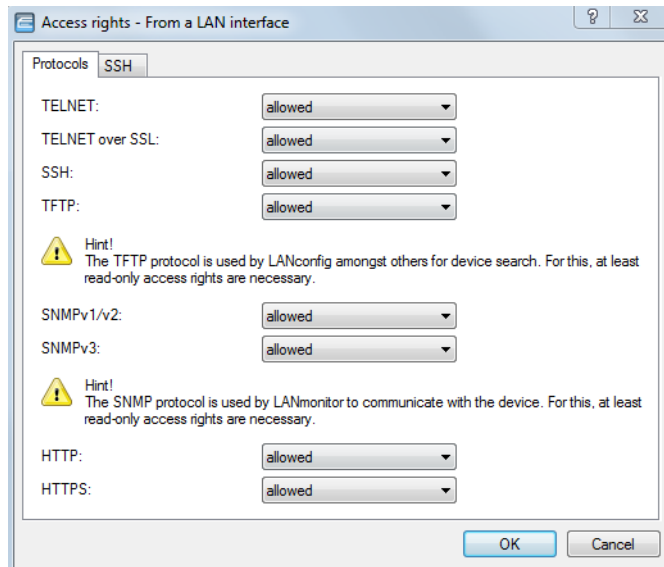 Access rights - From a LAN interface
Protocols SSH
TELNET: allowed
TELNET over SSL: allowed
SSH: allowed
TFTP: allowed
Hint!
The TFTP protocol is used by LANconfig amongst others for device search. For this, at least
read-only access rights are necessary.
SNMPv1/v2: allowed
SNMPv3: allowed
Hint!
The SNMP protocol is used by LANmonitor to communicate with the device. For this, at least
read-only access rights are necessary.
HTTP: allowed
HTTPS: allowed
OK Cancel